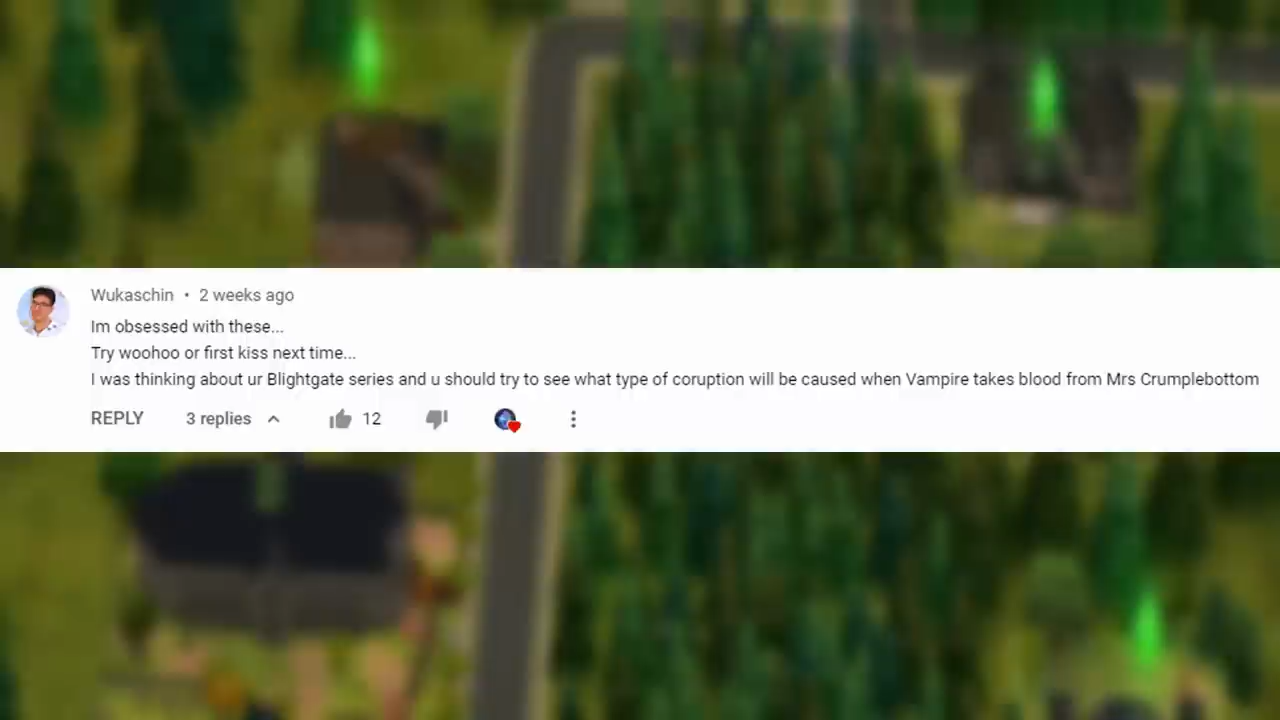 Wukaschin • 2 weeks ago
Im obsessed with these...
Try woohoo or first kiss next time...
I was thinking about ur Blightgate series and u should try to see what type of coruption will be caused when Vampire takes blood from Mrs Crumplebottom
REPLY 3 replies 12